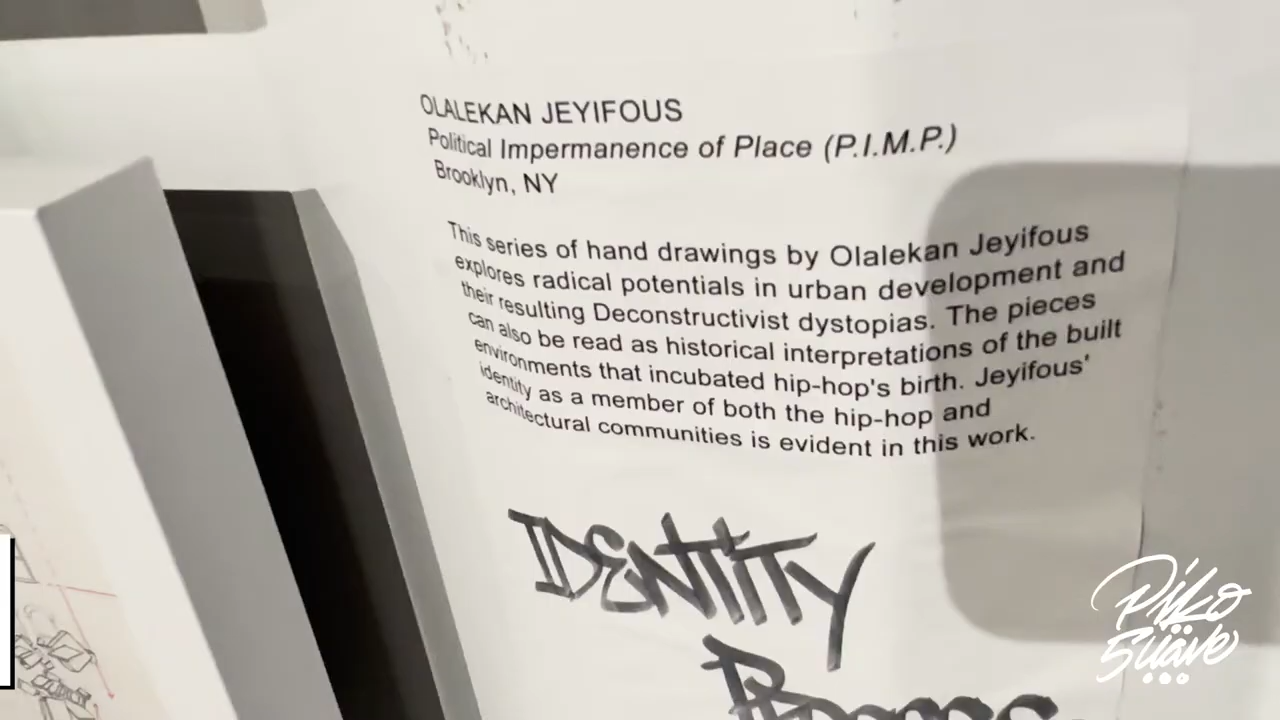 OLALEKAN JEYIFOUS
Political Impermanence of Place (P.I.M.P.)
Brooklyn, NY
This series of hand drawings by Olalekan Jeyifous
explores radical potentials in urban development and
their resulting Deconstructivist dystopias. The pieces
can also be read as historical interpretations of the built
environments that incubated hip-hop's birth. Jeyifous'
identity as a member of both the hip-hop and
architectural communities is evident in this work.
IDENTITY
Piko
Suave